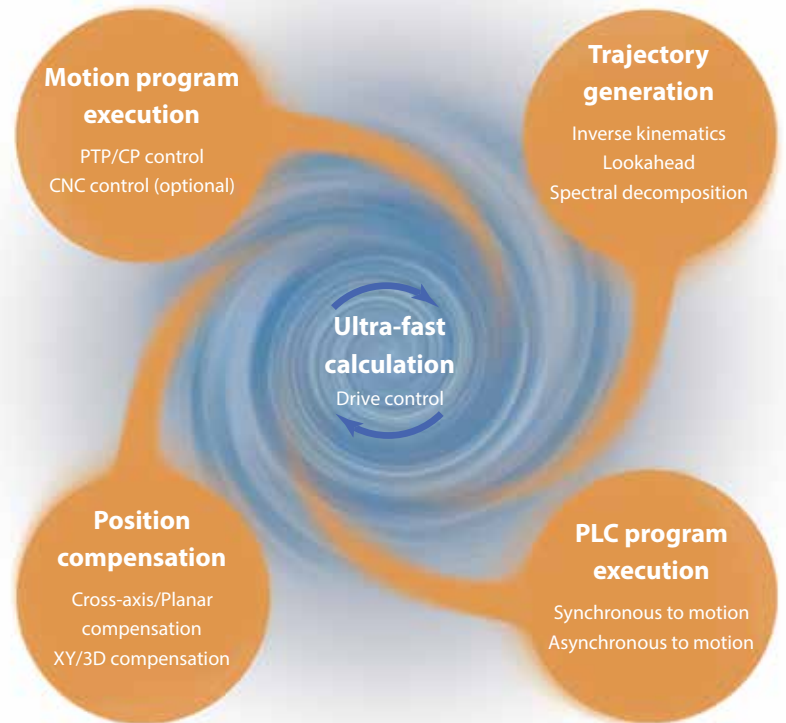 Motion program
execution
PTP/CP control
CNC control (optional)
Trajectory
generation
Inverse kinematics
Lookahead
Spectral decomposition
Ultra-fast
calculation
Drive control
Position
compensation
Cross-axis/Planar
compensation
XY/3D compensation
PLC program
execution
Synchronous to motion
Asynchronous to motion